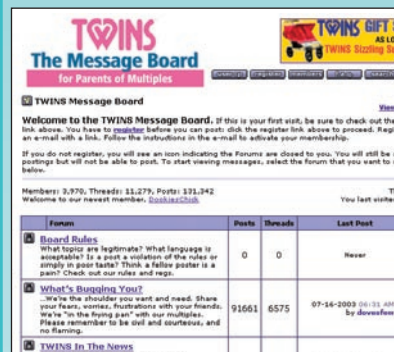 TWINS
The Message Board
for Parents of Multiples
TWINS GIFT
AS LO
TWINS Sizzling Su
register members search
TWINS Message Board
View
Welcome to the TWINS Message Board. If this is your first visit, be sure to check out the
link above. You have to register before you can post: click the register link above to proceed. Regi
an e-mail with a link. Follow the instructions in the e-mail to activate your membership.
If you do not register, you will see an icon indicating the Forums are closed to you. You will still be
postings but will not be able to post. To start viewing messages, select the forum that you want to
below.
Members: 3,970, Threads: 11,279, Posts: 131,342
Welcome to our newest member, DookiesChick
Th
You last visited
Forum Posts Threads Last Post
Board Rules
What topics are legitimate? What language is
acceptable? Is a post a violation of the rules or
simply in poor taste? Think a fellow poster is a
pain? Check out our rules and regs.
0 0 Never
What's Bugging You?
...We're the shoulder you want and need. Share
your fears, worries, frustrations with your friends.
We're "in the frying pan" with our multiples.
Please remember to be civil and courteous, and
no flaming.
91661 6575 07-16-2003 06:31 AM
by dovesfee
TWINS In The News